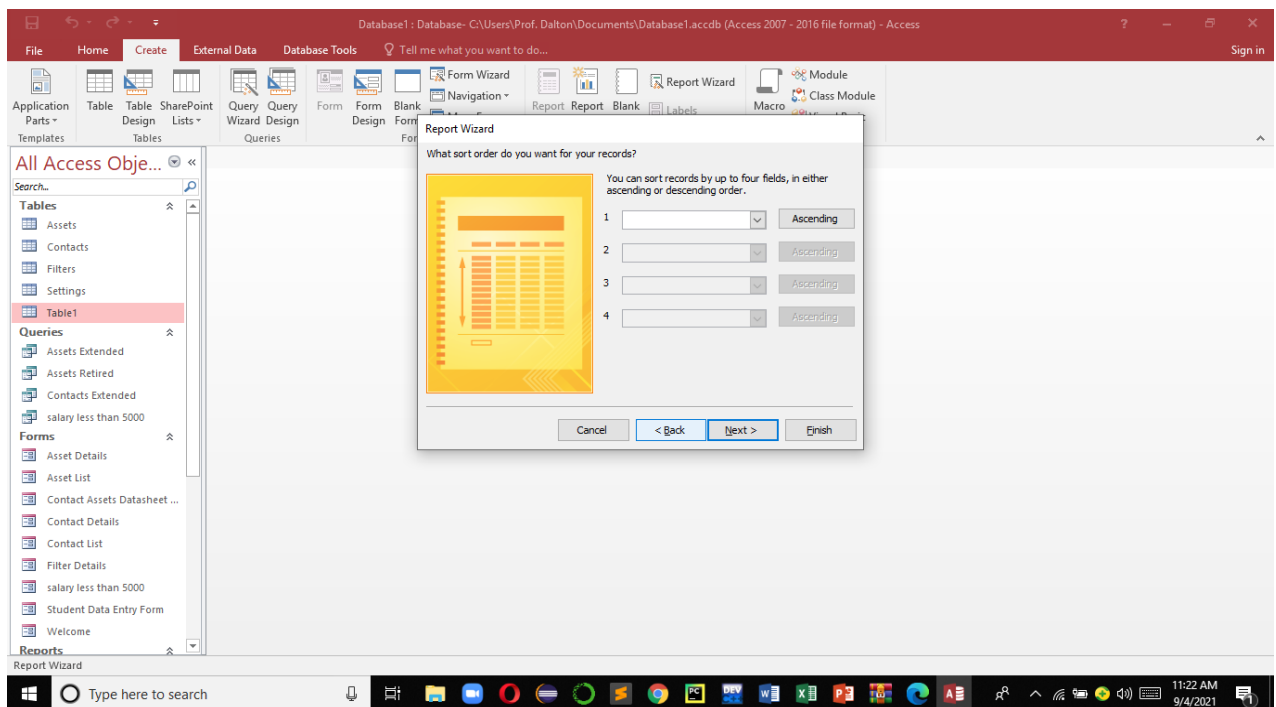 Database1 : Database- C:\Users\Prof. Dalton\Documents\Database1.accdb (Access 2007 - 2016 file format) - Access
File Home Create External Data Database Tools Tell me what you want to do... Sign in
Application Parts
Table
Table Design
SharePoint Lists
Query Wizard
Query Design
Form
Form Design
Blank Form
Form Wizard
Navigation
Report
Report
Blank
Report Wizard
Labels
Macro
Module
Class Module
Templates Tables Queries
Report Wizard
What sort order do you want for your records?
You can sort records by up to four fields, in either
ascending or descending order.
1 Ascending
2 Ascending
3 Ascending
4 Ascending
Cancel < Back Next > Finish
All Access Obje...
Search...
Tables
Assets
Contacts
Filters
Settings
Table1
Queries
Assets Extended
Assets Retired
Contacts Extended
salary less than 5000
Forms
Asset Details
Asset List
Contact Assets Datasheet ...
Contact Details
Contact List
Filter Details
salary less than 5000
Student Data Entry Form
Welcome
Reports
Report Wizard
Type here to search
11:22 AM
9/4/2021